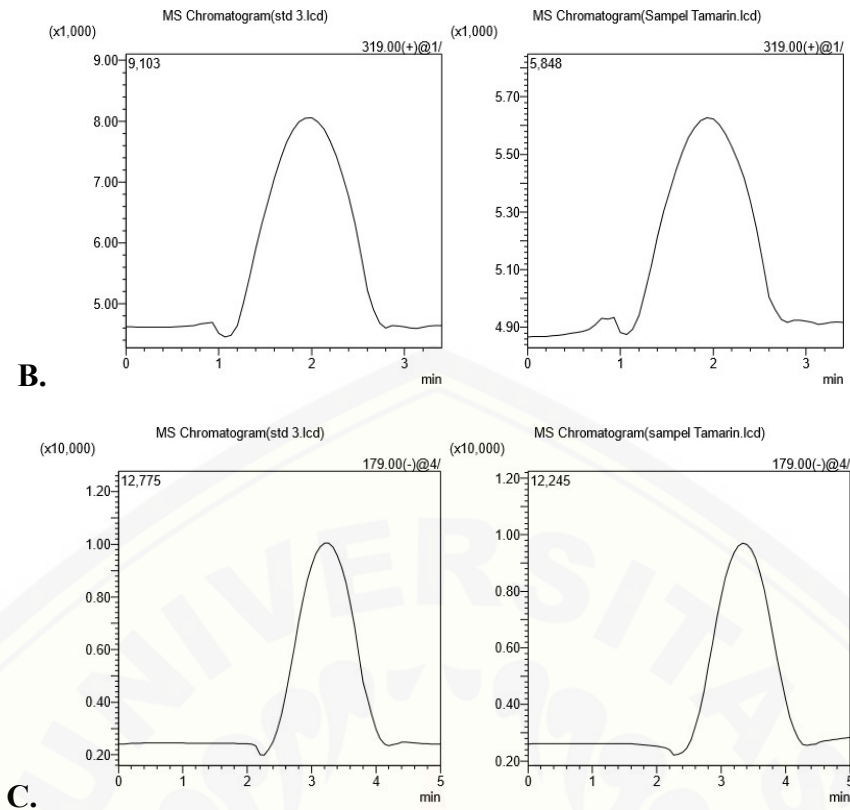 MS Chromatogram(std 3.lcd)
(x1,000)
319.00(+)@1/
9,103
9.00
8.00
7.00
6.00
5.00
0 1 2 3
min
MS Chromatogram(Sampel Tamarin.lcd)
(x1,000)
319.00(+)@1/
5,848
5.70
5.50
5.30
5.10
4.90
0 1 2 3
min
B.
MS Chromatogram(std 3.lcd)
(x10,000)
179.00(-)@4/
12,775
1.20
1.00
0.80
0.60
0.40
0.20
0 1 2 3 4 5
min
MS Chromatogram(sampel Tamarin.lcd)
(x10,000)
179.00(-)@4/
12,245
1.20
1.00
0.80
0.60
0.40
0.20
0 1 2 3 4 5
min
C.
UNIVERSITA